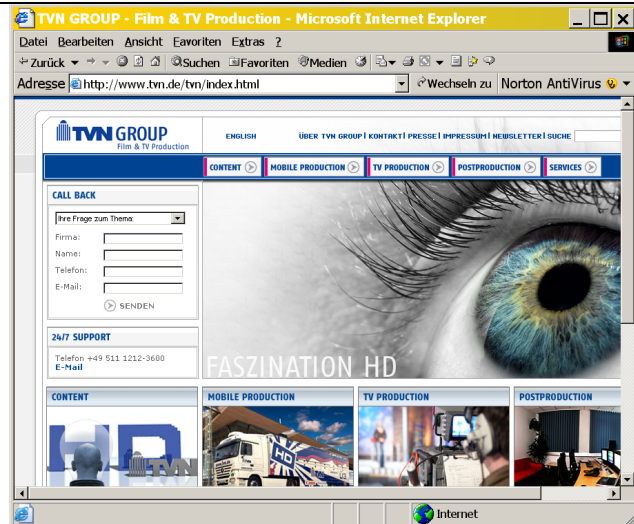 TVN GROUP - Film & TV Production - Microsoft Internet Explorer
Datei Bearbeiten Ansicht Favoriten Extras ?
Zurück Suchen Favoriten Medien
Adresse http://www.tvn.de/tvn/index.html Wechseln zu Norton AntiVirus
TVN GROUP
Film & TV Production
ENGLISH ÜBER TVN GROUP | KONTAKT | PRESSE | IMPRESSUM | NEWSLETTER | SUCHE
CONTENT MOBILE PRODUCTION TV PRODUCTION POSTPRODUCTION SERVICES
CALL BACK
Ihre Frage zum Thema:
Firma:
Name:
Telefon:
E-Mail:
SENDEN
24/7 SUPPORT
Telefon +49 511 1212-3600
E-Mail
FASZINATION HD
CONTENT MOBILE PRODUCTION TV PRODUCTION POSTPRODUCTION
HD
TVN
HD
Internet